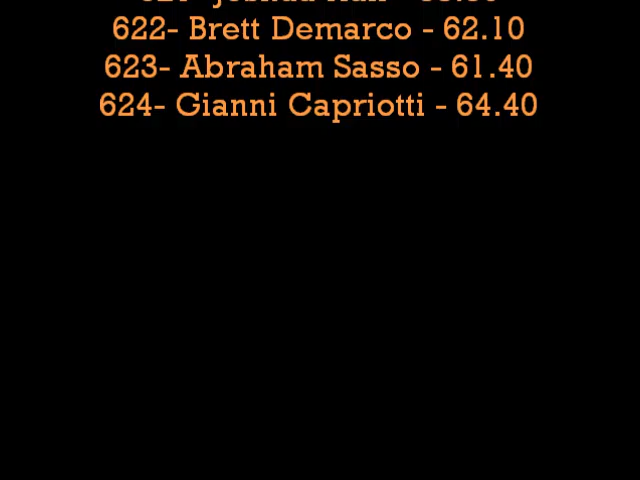 622- Brett Demarco - 62.10
623- Abraham Sasso - 61.40
624- Gianni Capriotti - 64.40